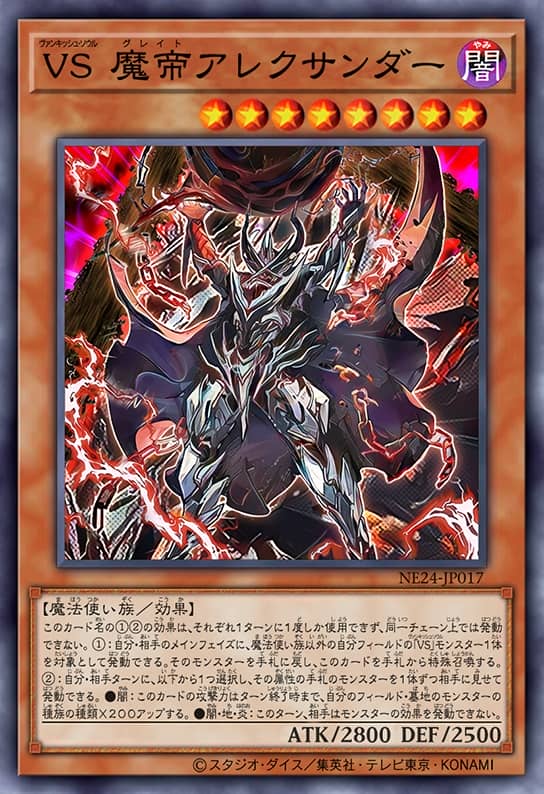 ヴァンキッシュ・ソウル グレイト
VS 魔帝アレクサンダー
やみ
闇
NE24-JP017
【魔法使い族／効果】
このカード名の①②の効果は、それぞれ1ターンに1度しか使用できず、同一チェーン上では発動
できない。①：自分・相手のメインフェイズに、魔法使い族以外の自分フィールドの「VS」モンスター1体
を対象として発動できる。そのモンスターを手札に戻し、このカードを手札から特殊召喚する。
②：自分・相手ターンに、以下から1つ選択し、その属性の手札のモンスターを1体ずつ相手に見せて
発動できる。●闇：このカードの攻撃力はターン終了時まで、自分のフィールド・墓地のモンスターの
種族の種類×200アップする。●闇・地・炎：このターン、相手はモンスターの効果を発動できない。
ATK/2800 DEF/2500
©スタジオ・ダイス／集英社・テレビ東京・KONAMI